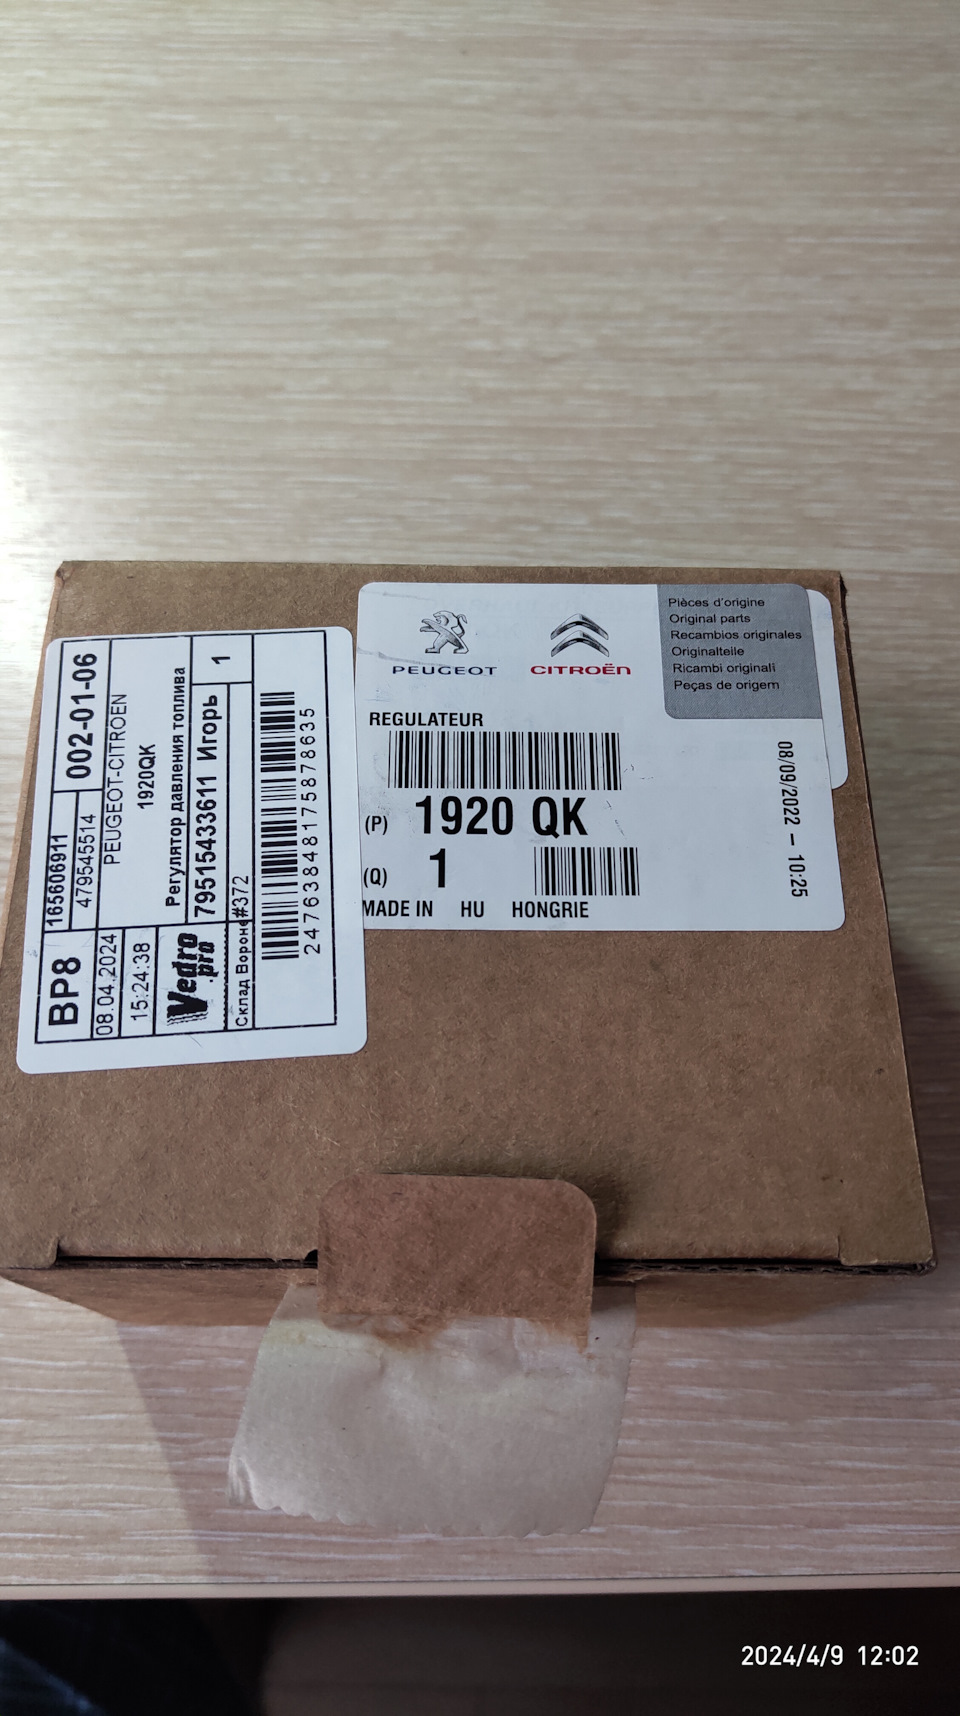 BP8
165606911
002-01-06
08.04.2024
479545514
PEUGEOT-CITROEN
15:24:38
1920QK
Регулятор давления топлива
Vedro
.pro
79515433611 Игорь
1
Склад Вороне#372
2476384817587 8635
PEUGEOT
CITROËN
Pièces d'origine
Original parts
Recambios originales
Originalteile
Ricambi originali
Peças de origem
REGULATEUR
(P) 1920 QK
(Q) 1
MADE IN HU HONGRIE
08/09/2022 – 10:25
2024/4/9 12:02